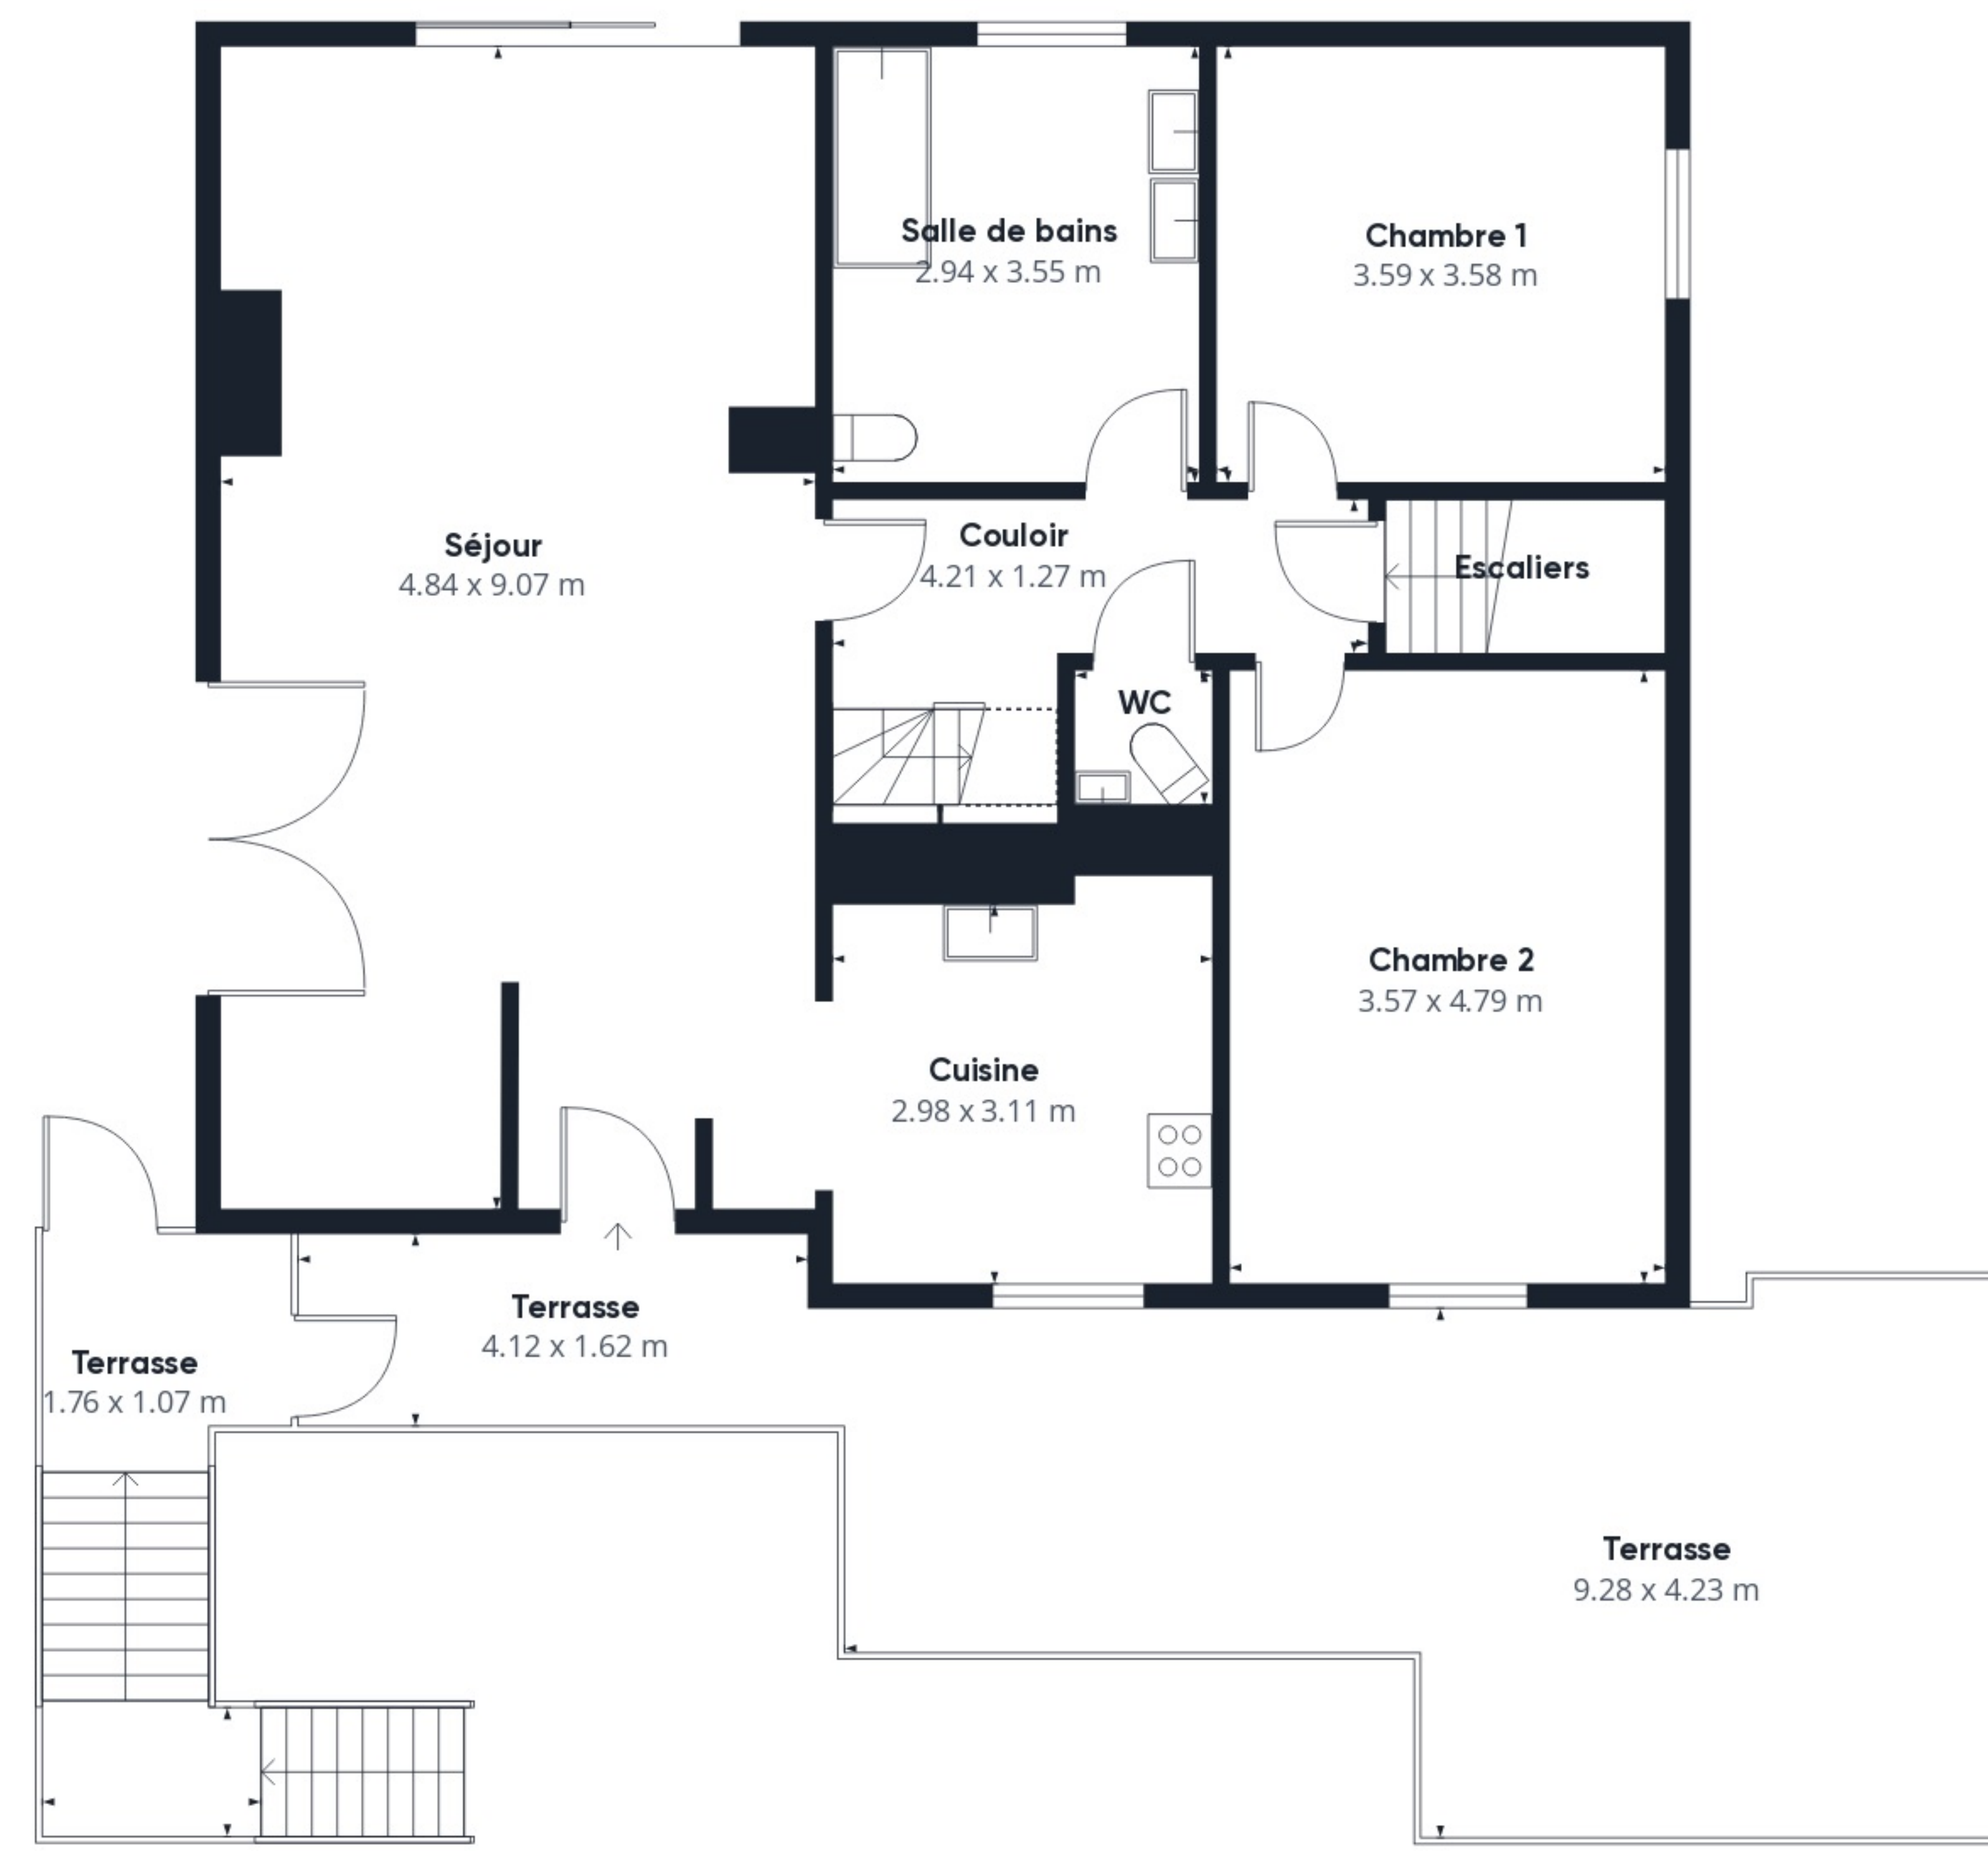 Salle de bains
2.94 x 3.55 m
Chambre 1
3.59 x 3.58 m
Séjour
4.84 x 9.07 m
Couloir
4.21 x 1.27 m
Escaliers
WC
Chambre 2
3.57 x 4.79 m
Cuisine
2.98 x 3.11 m
Terrasse
4.12 x 1.62 m
Terrasse
1.76 x 1.07 m
Terrasse
9.28 x 4.23 m